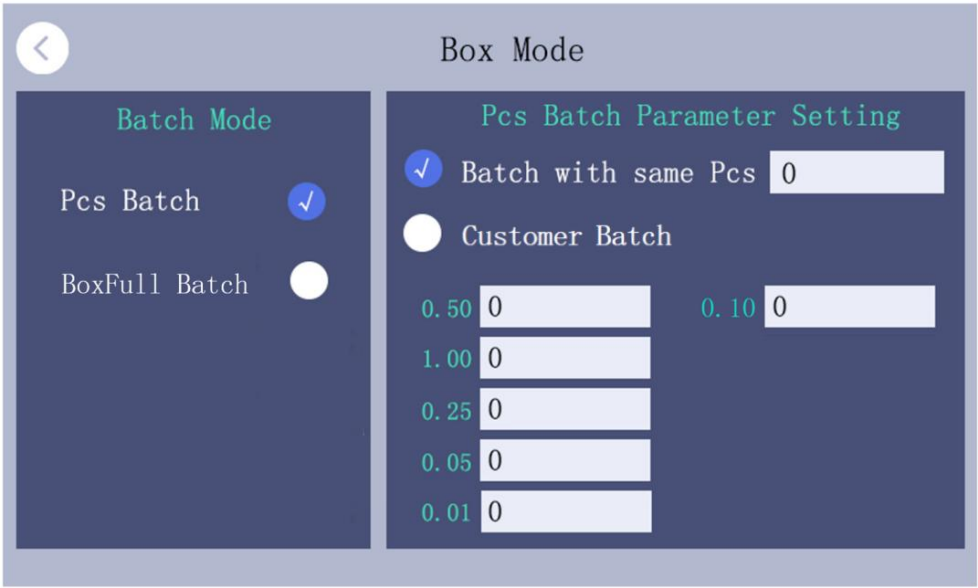 Box Mode
Batch Mode
Pcs Batch √
BoxFull Batch
Pcs Batch Parameter Setting
√ Batch with same Pcs 0
Customer Batch
0.50 0 0.10 0
1.00 0
0.25 0
0.05 0
0.01 0